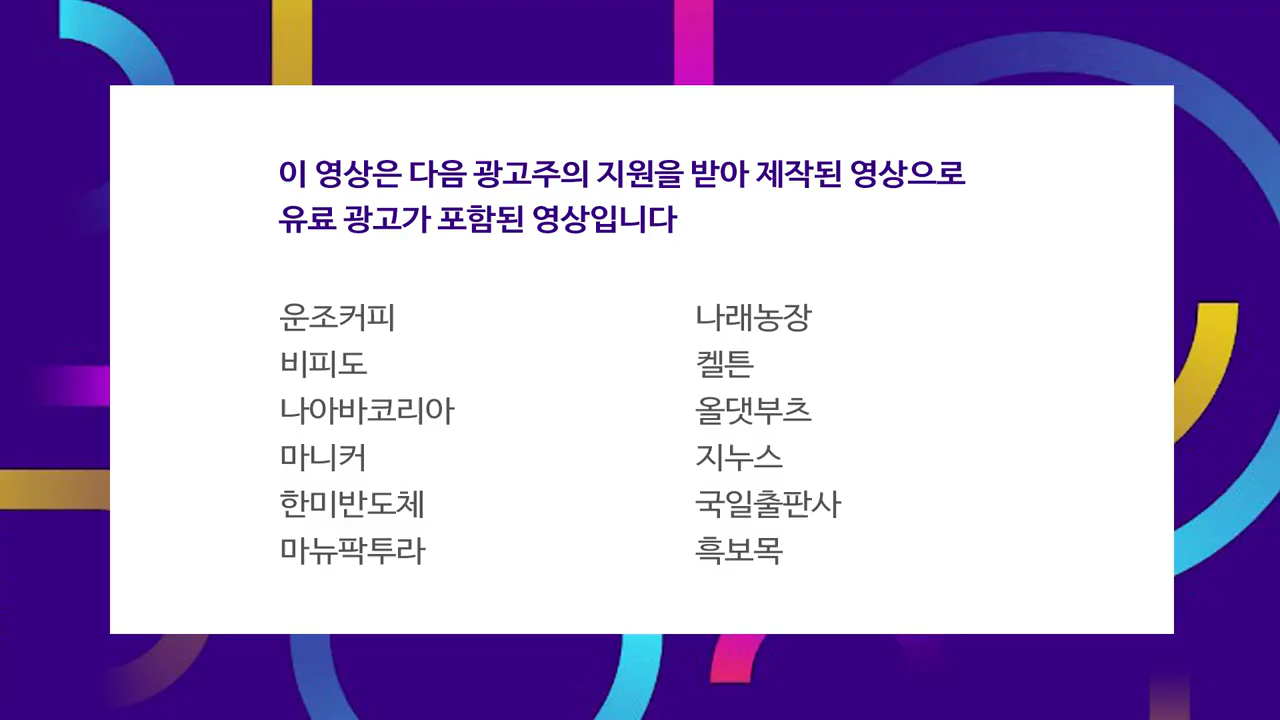 이 영상은 다음 광고주의 지원을 받아 제작된 영상으로
유료 광고가 포함된 영상입니다
운조커피
비피도
나아바코리아
마니커
한미반도체
마뉴팍투라
나래농장
켈튼
올댓부츠
지누스
국일출판사
흑보목